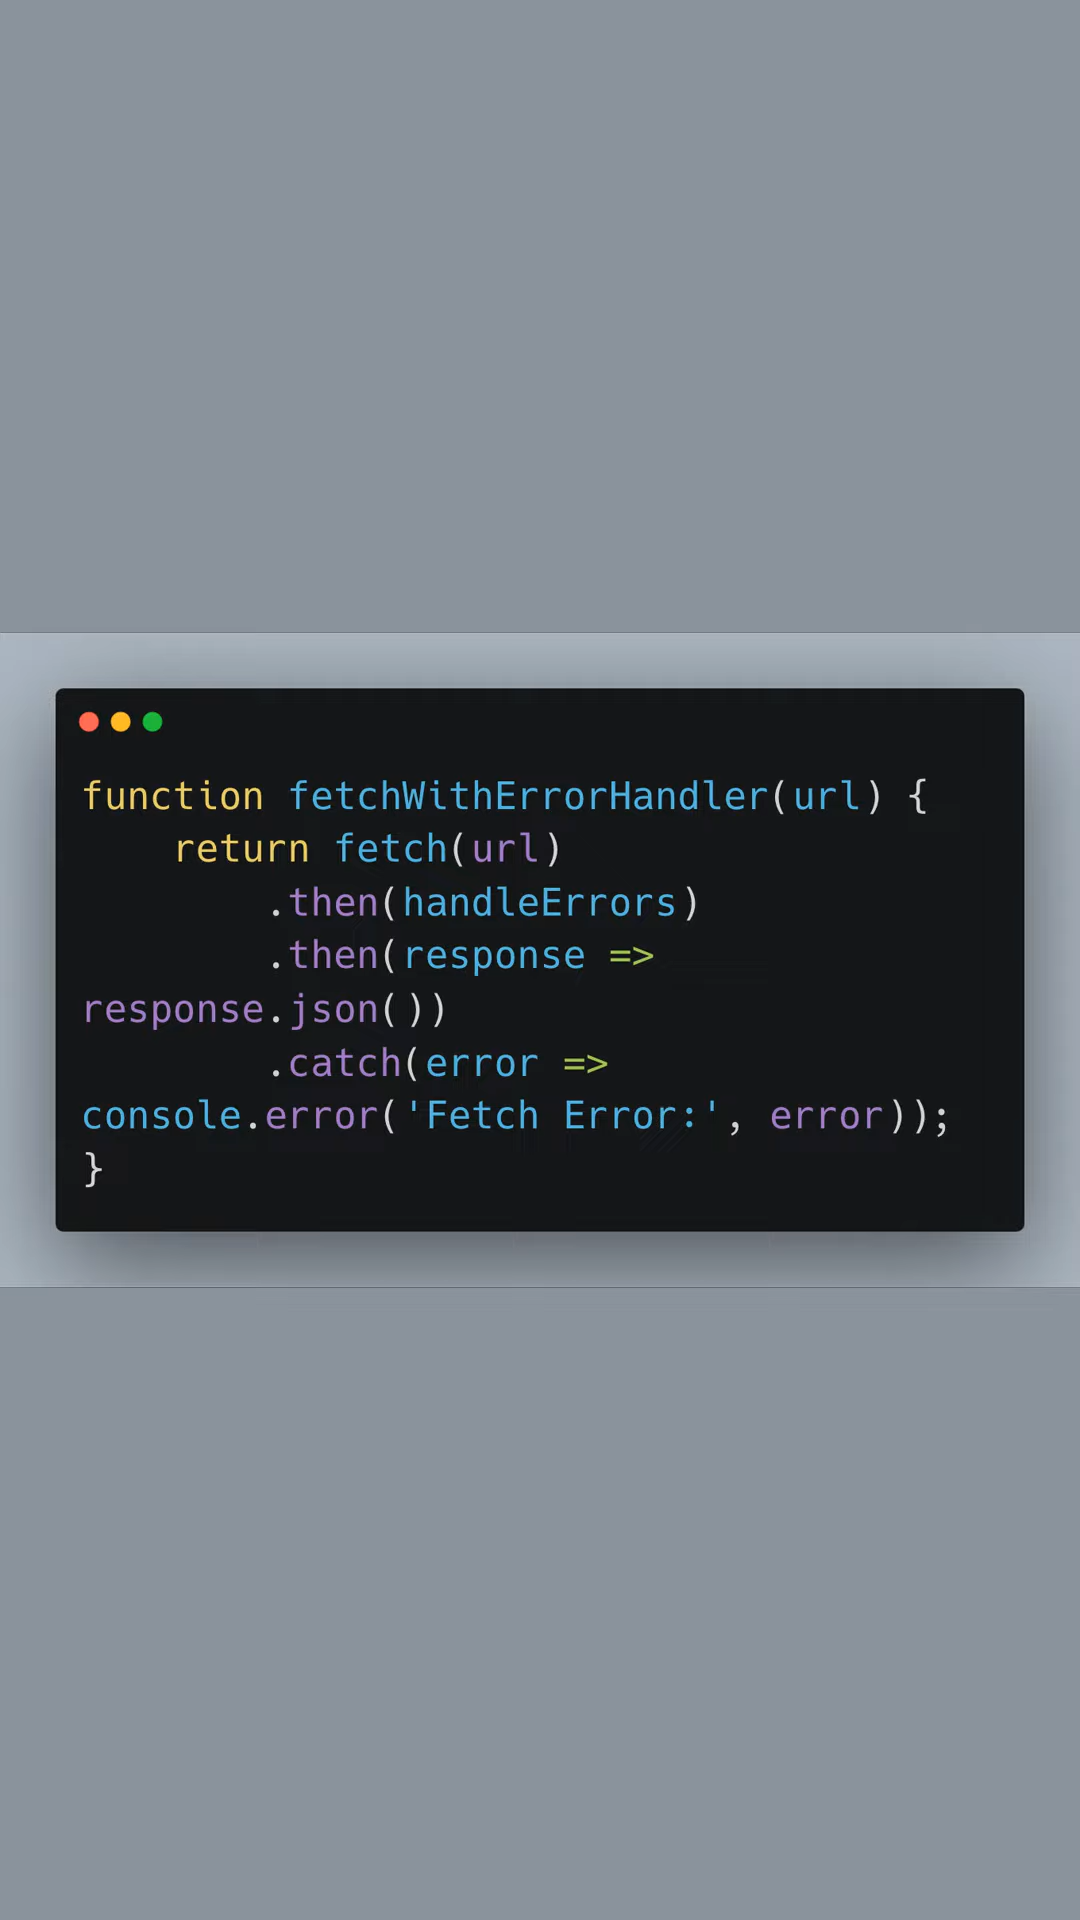 function fetchWithErrorHandler(url) {
    return fetch(url)
        .then(handleErrors)
        .then(response =>
response.json())
        .catch(error =>
console.error('Fetch Error:', error));
}